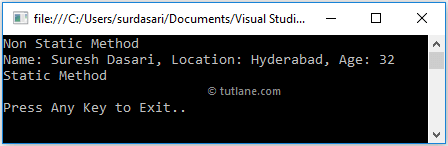 file:///C:/Users/surdasari/Documents/Visual Studi...
Non Static Method
Name: Suresh Dasari, Location: Hyderabad, Age: 32
Static Method
© tutlane.com
Press Any Key to Exit..